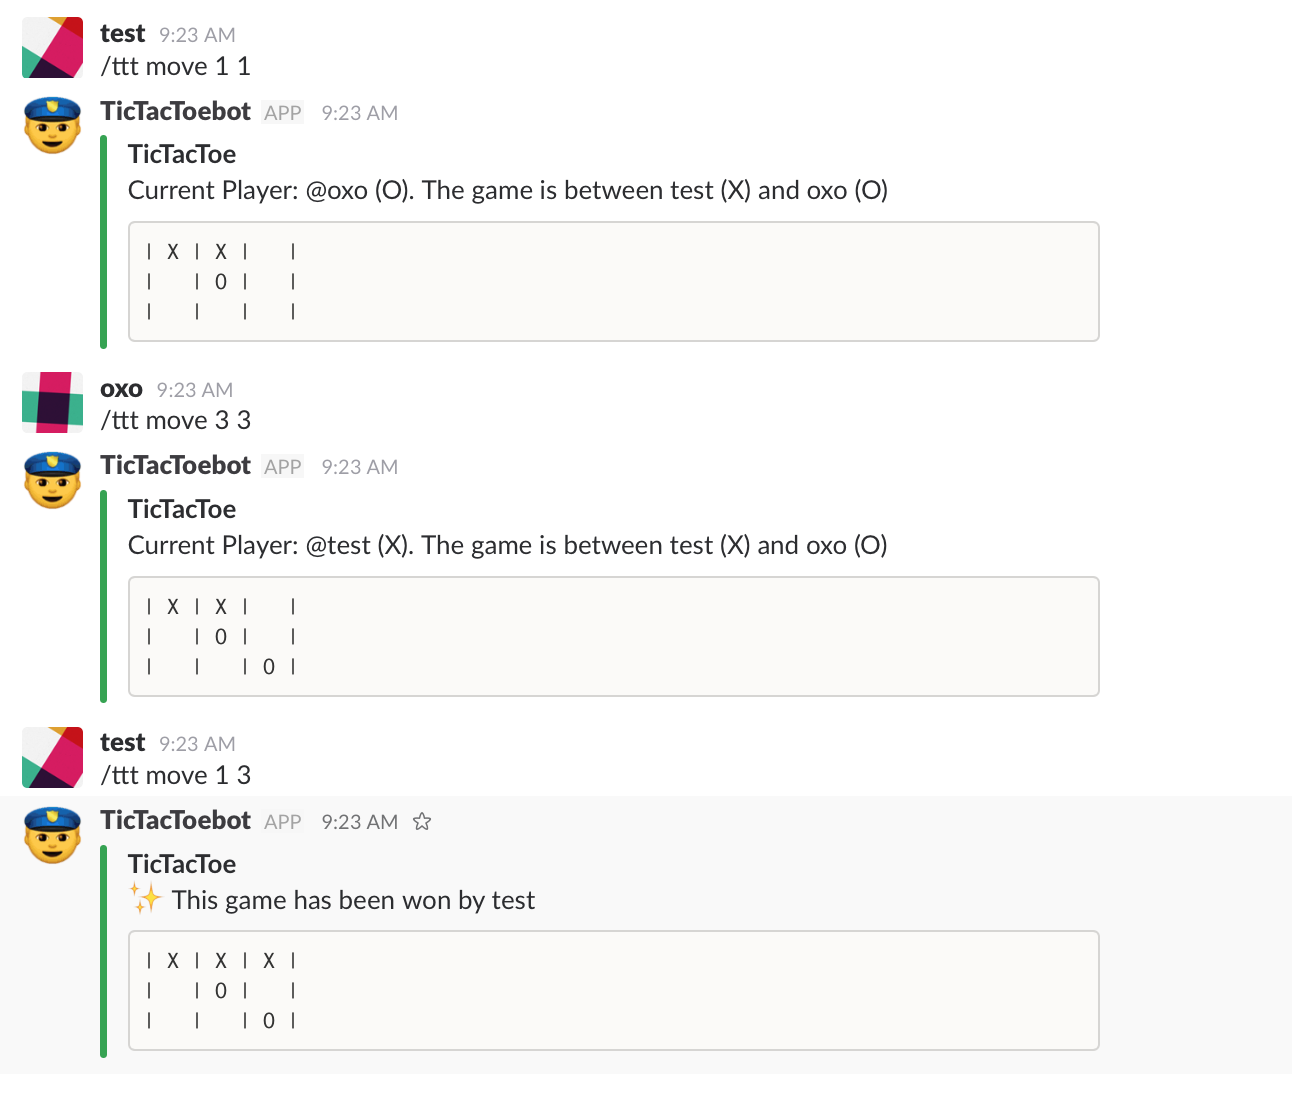 test 9:23 AM
/ttt move 1 1
TicTacToebot APP 9:23 AM
TicTacToe
Current Player: @oxo (O). The game is between test (X) and oxo (O)
| X | X |   |
|   | O |   |
|   |   |   |
oxo 9:23 AM
/ttt move 3 3
TicTacToebot APP 9:23 AM
TicTacToe
Current Player: @test (X). The game is between test (X) and oxo (O)
| X | X |   |
|   | O |   |
|   |   | O |
test 9:23 AM
/ttt move 1 3
TicTacToebot APP 9:23 AM ☆
TicTacToe
✨ This game has been won by test
| X | X | X |
|   | O |   |
|   |   | O |